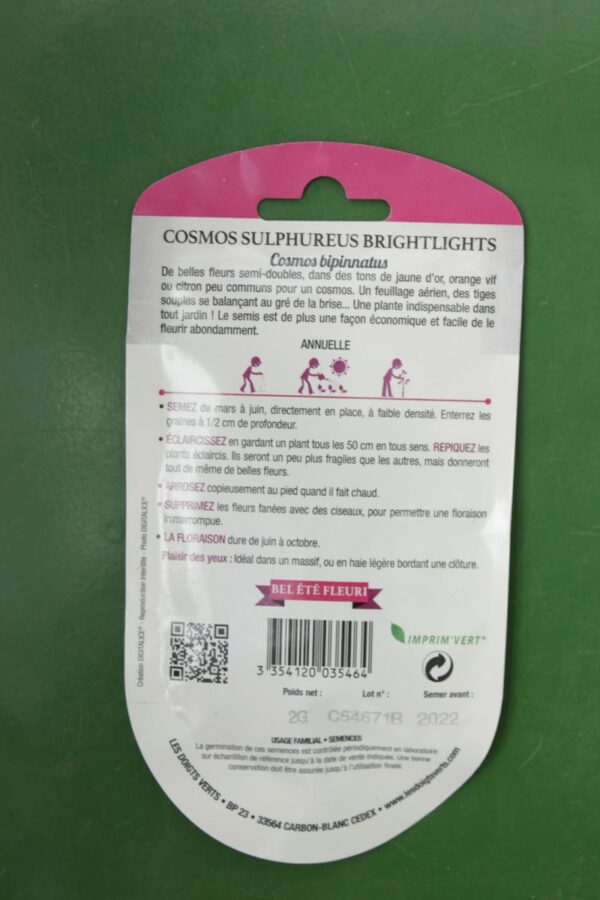 COSMOS SULPHUREUS BRIGHTLIGHTS
Cosmos bipinnatus
De belles fleurs semi-doubles, dans des tons de jaune d'or, orange vif
ou citron peu communs pour un cosmos. Un feuillage aérien, des tiges
souples se balançant au gré de la brise... Une plante indispensable dans
tout jardin ! Le semis est de plus une façon économique et facile de le
fleurir abondamment.
ANNUELLE
• SEMEZ de mars à juin, directement en place, à faible densité. Enterrez les
graines à 1/2 cm de profondeur.
• ÉCLAIRCISSEZ en gardant un plant tous les 50 cm en tous sens. REPIQUEZ les
plants éclaircis. Ils seront un peu plus fragiles que les autres, mais donneront
tout de même de belles fleurs.
• ARROSEZ copieusement au pied quand il fait chaud.
• SUPPRIMEZ les fleurs fanées avec des ciseaux, pour permettre une floraison
ininterrompue.
• LA FLORAISON dure de juin à octobre.
Plaisir des yeux : Idéal dans un massif, ou en haie légère bordant une clôture.
BEL ÉTÉ FLEURI
Création DIGITALICE® - Reproduction interdite - Photo DIGITALICE®
IMPRIM'VERT®
3 354120 035464
Poids net : Lot n° : Semer avant :
2G C54671R 2022
USAGE FAMILIAL • SEMENCES
La germination de ces semences est contrôlée périodiquement en laboratoire
sur échantillon de référence jusqu'à la date de vente indiquée. Une bonne
conservation doit être assurée jusqu'à l'utilisation finale.
LES DOIGTS VERTS • BP 23 • 33564 CARBON-BLANC CEDEX • www.lesdoigtsverts.com